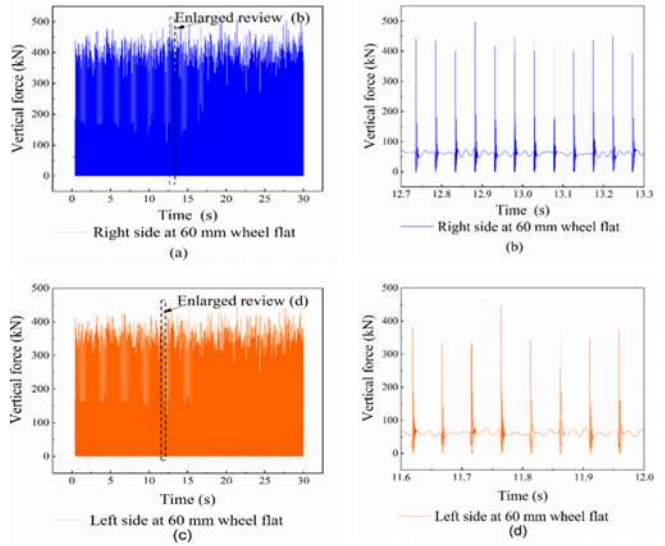 Enlarged review (b)
Vertical force (kN)
500
400
300
200
100
0
0 5 10 15 20 25 30
Time (s)
Right side at 60 mm wheel flat
(a)
Vertical force (kN)
500
400
300
200
100
0
12.7 12.8 12.9 13.0 13.1 13.2 13.3
Time (s)
Right side at 60 mm wheel flat
(b)
Enlarged review (d)
Vertical force (kN)
500
400
300
200
100
0
0 5 10 15 20 25 30
Time (s)
Left side at 60 mm wheel flat
(c)
Vertical force (kN)
500
400
300
200
100
0
11.6 11.7 11.8 11.9 12.0
Time (s)
Left side at 60 mm wheel flat
(d)